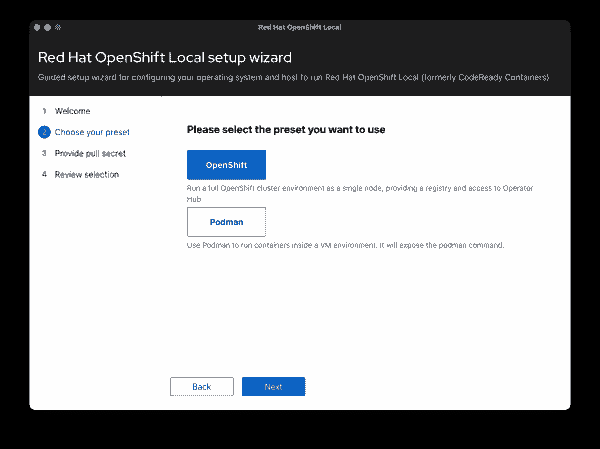 Red Hat OpenShift Local
Red Hat OpenShift Local setup wizard
Guided setup wizard for configuring your operating system and host to run Red Hat OpenShift Local (formerly CodeReady Containers)
1 Welcome
2 Choose your preset
3 Provide pull secret
4 Review selection
Please select the preset you want to use
OpenShift
Run a full OpenShift cluster environment as a single node, providing a registry and access to Operator
Hub
Podman
Use Podman to run containers inside a VM environment. It will expose the podman command.
Back
Next